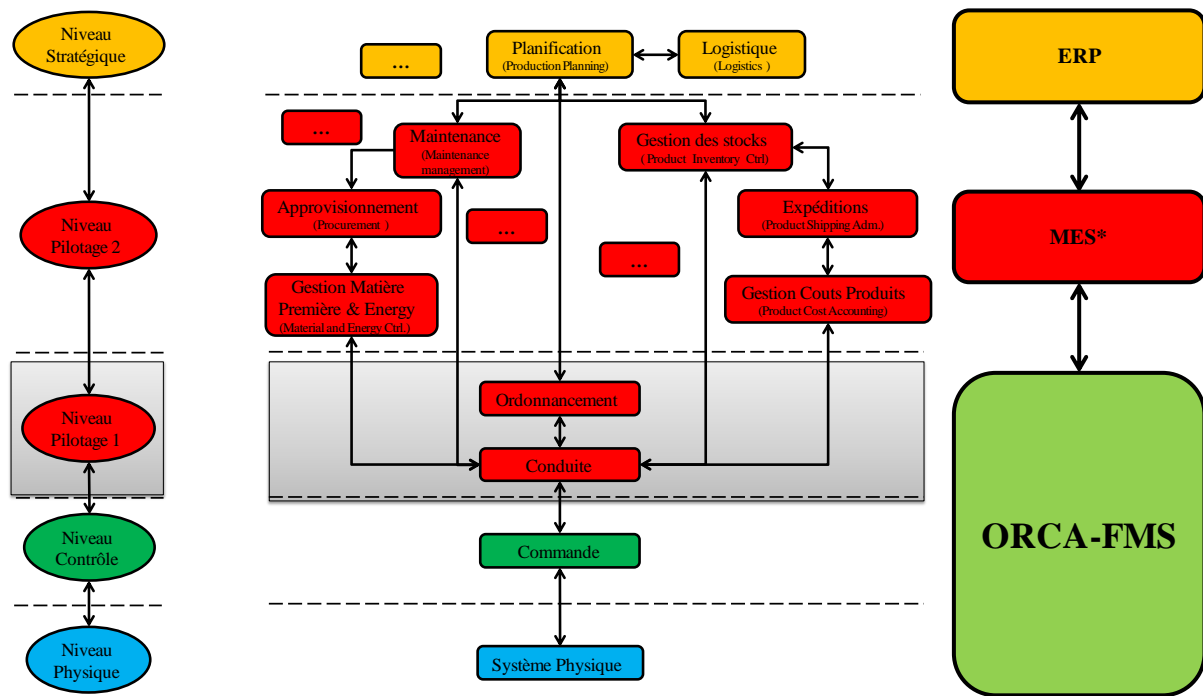 Niveau
Stratégique
...
Planification
(Production Planning)
Logistique
(Logistics )
ERP
...
Maintenance
(Maintenance
management)
Gestion des stocks
( Product Inventory Ctrl)
Niveau
Pilotage 2
Approvisionnement
(Procurement )
...
...
Expéditions
(Product Shipping Adm.)
MES*
Gestion Matière
Première & Energy
(Material and Energy Ctrl.)
Gestion Couts Produits
(Product Cost Accounting)
Niveau
Pilotage 1
Ordonnancement
Conduite
Niveau
Contrôle
Commande
ORCA-FMS
Niveau
Physique
Système Physique